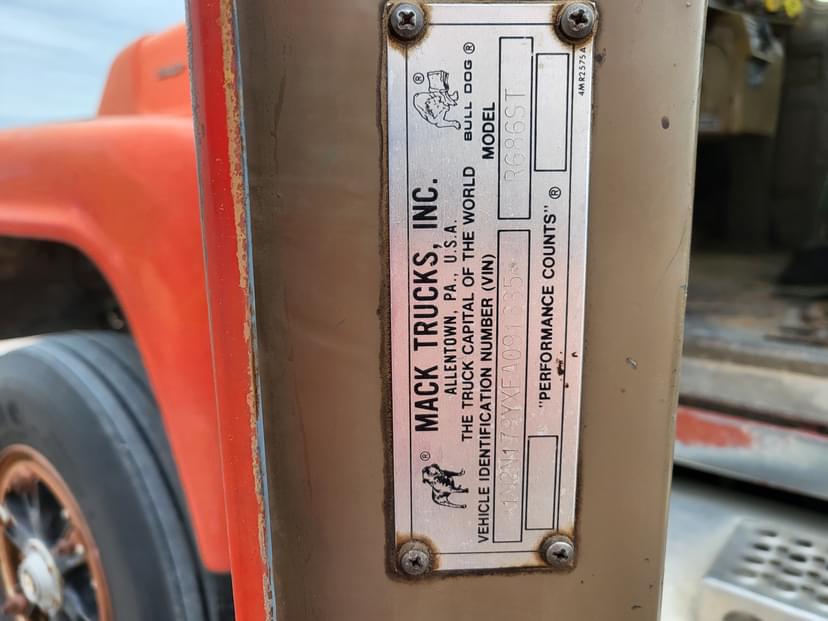 MACK TRUCKS, INC.
ALLENTOWN, PA., U.S.A.
THE TRUCK CAPITAL OF THE WORLD
BULL DOG ®
VEHICLE IDENTIFICATION NUMBER (VIN)
MODEL
R686ST
"PERFORMANCE COUNTS" ®
4MR2575A